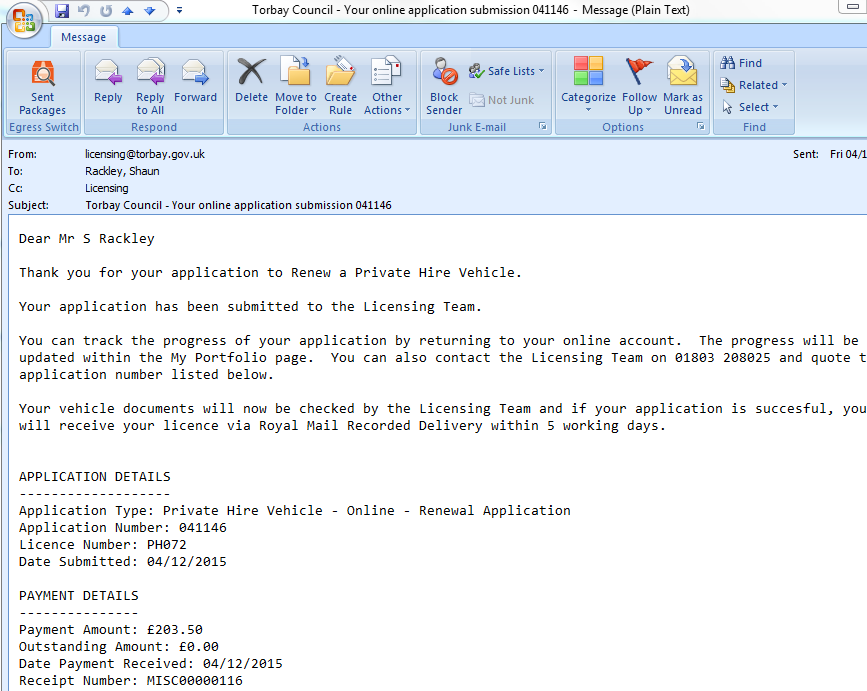 Torbay Council - Your online application submission 041146 - Message (Plain Text)
Message
Sent Packages
Reply
Reply to All
Forward
Delete
Move to Folder
Create Rule
Other Actions
Block Sender
Safe Lists
Not Junk
Categorize
Follow Up
Mark as Unread
Find
Related
Select
Egress Switch
Respond
Actions
Junk E-mail
Options
Find
From: licensing@torbay.gov.uk
Sent: Fri 04/1
To: Rackley, Shaun
Cc: Licensing
Subject: Torbay Council - Your online application submission 041146
Dear Mr S Rackley
Thank you for your application to Renew a Private Hire Vehicle.
Your application has been submitted to the Licensing Team.
You can track the progress of your application by returning to your online account.  The progress will be
updated within the My Portfolio page.  You can also contact the Licensing Team on 01803 208025 and quote t
application number listed below.
Your vehicle documents will now be checked by the Licensing Team and if your application is succesful, you
will receive your licence via Royal Mail Recorded Delivery within 5 working days.
APPLICATION DETAILS
-------------------
Application Type: Private Hire Vehicle - Online - Renewal Application
Application Number: 041146
Licence Number: PH072
Date Submitted: 04/12/2015
PAYMENT DETAILS
---------------
Payment Amount: £203.50
Outstanding Amount: £0.00
Date Payment Received: 04/12/2015
Receipt Number: MISC00000116